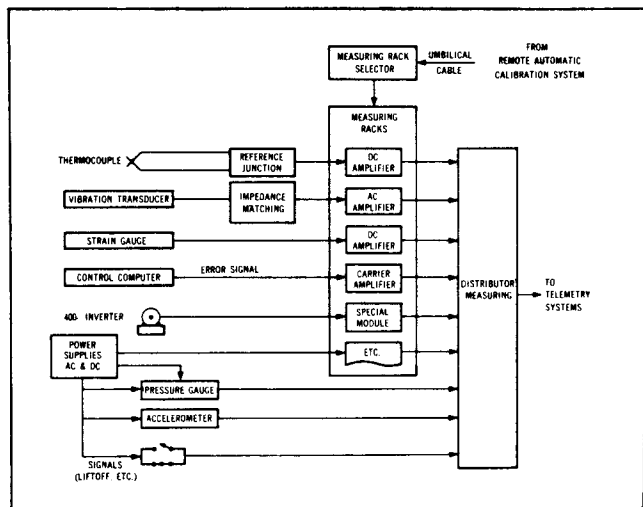 MEASURING RACK
SELECTOR
UMBILICAL
CABLE
FROM
REMOTE AUTOMATIC
CALIBRATION SYSTEM
MEASURING
RACKS
THERMOCOUPLE
REFERENCE
JUNCTION
DC
AMPLIFIER
VIBRATION TRANSDUCER
IMPEDANCE
MATCHING
AC
AMPLIFIER
STRAIN GAUGE
DC
AMPLIFIER
CONTROL COMPUTER
ERROR SIGNAL
CARRIER
AMPLIFIER
DISTRIBUTOR
MEASURING
TO
TELEMETRY
SYSTEMS
400- INVERTER
SPECIAL
MODULE
POWER
SUPPLIES
AC & DC
ETC.
PRESSURE GAUGE
ACCELEROMETER
SIGNALS
(LIFTOFF, ETC.)